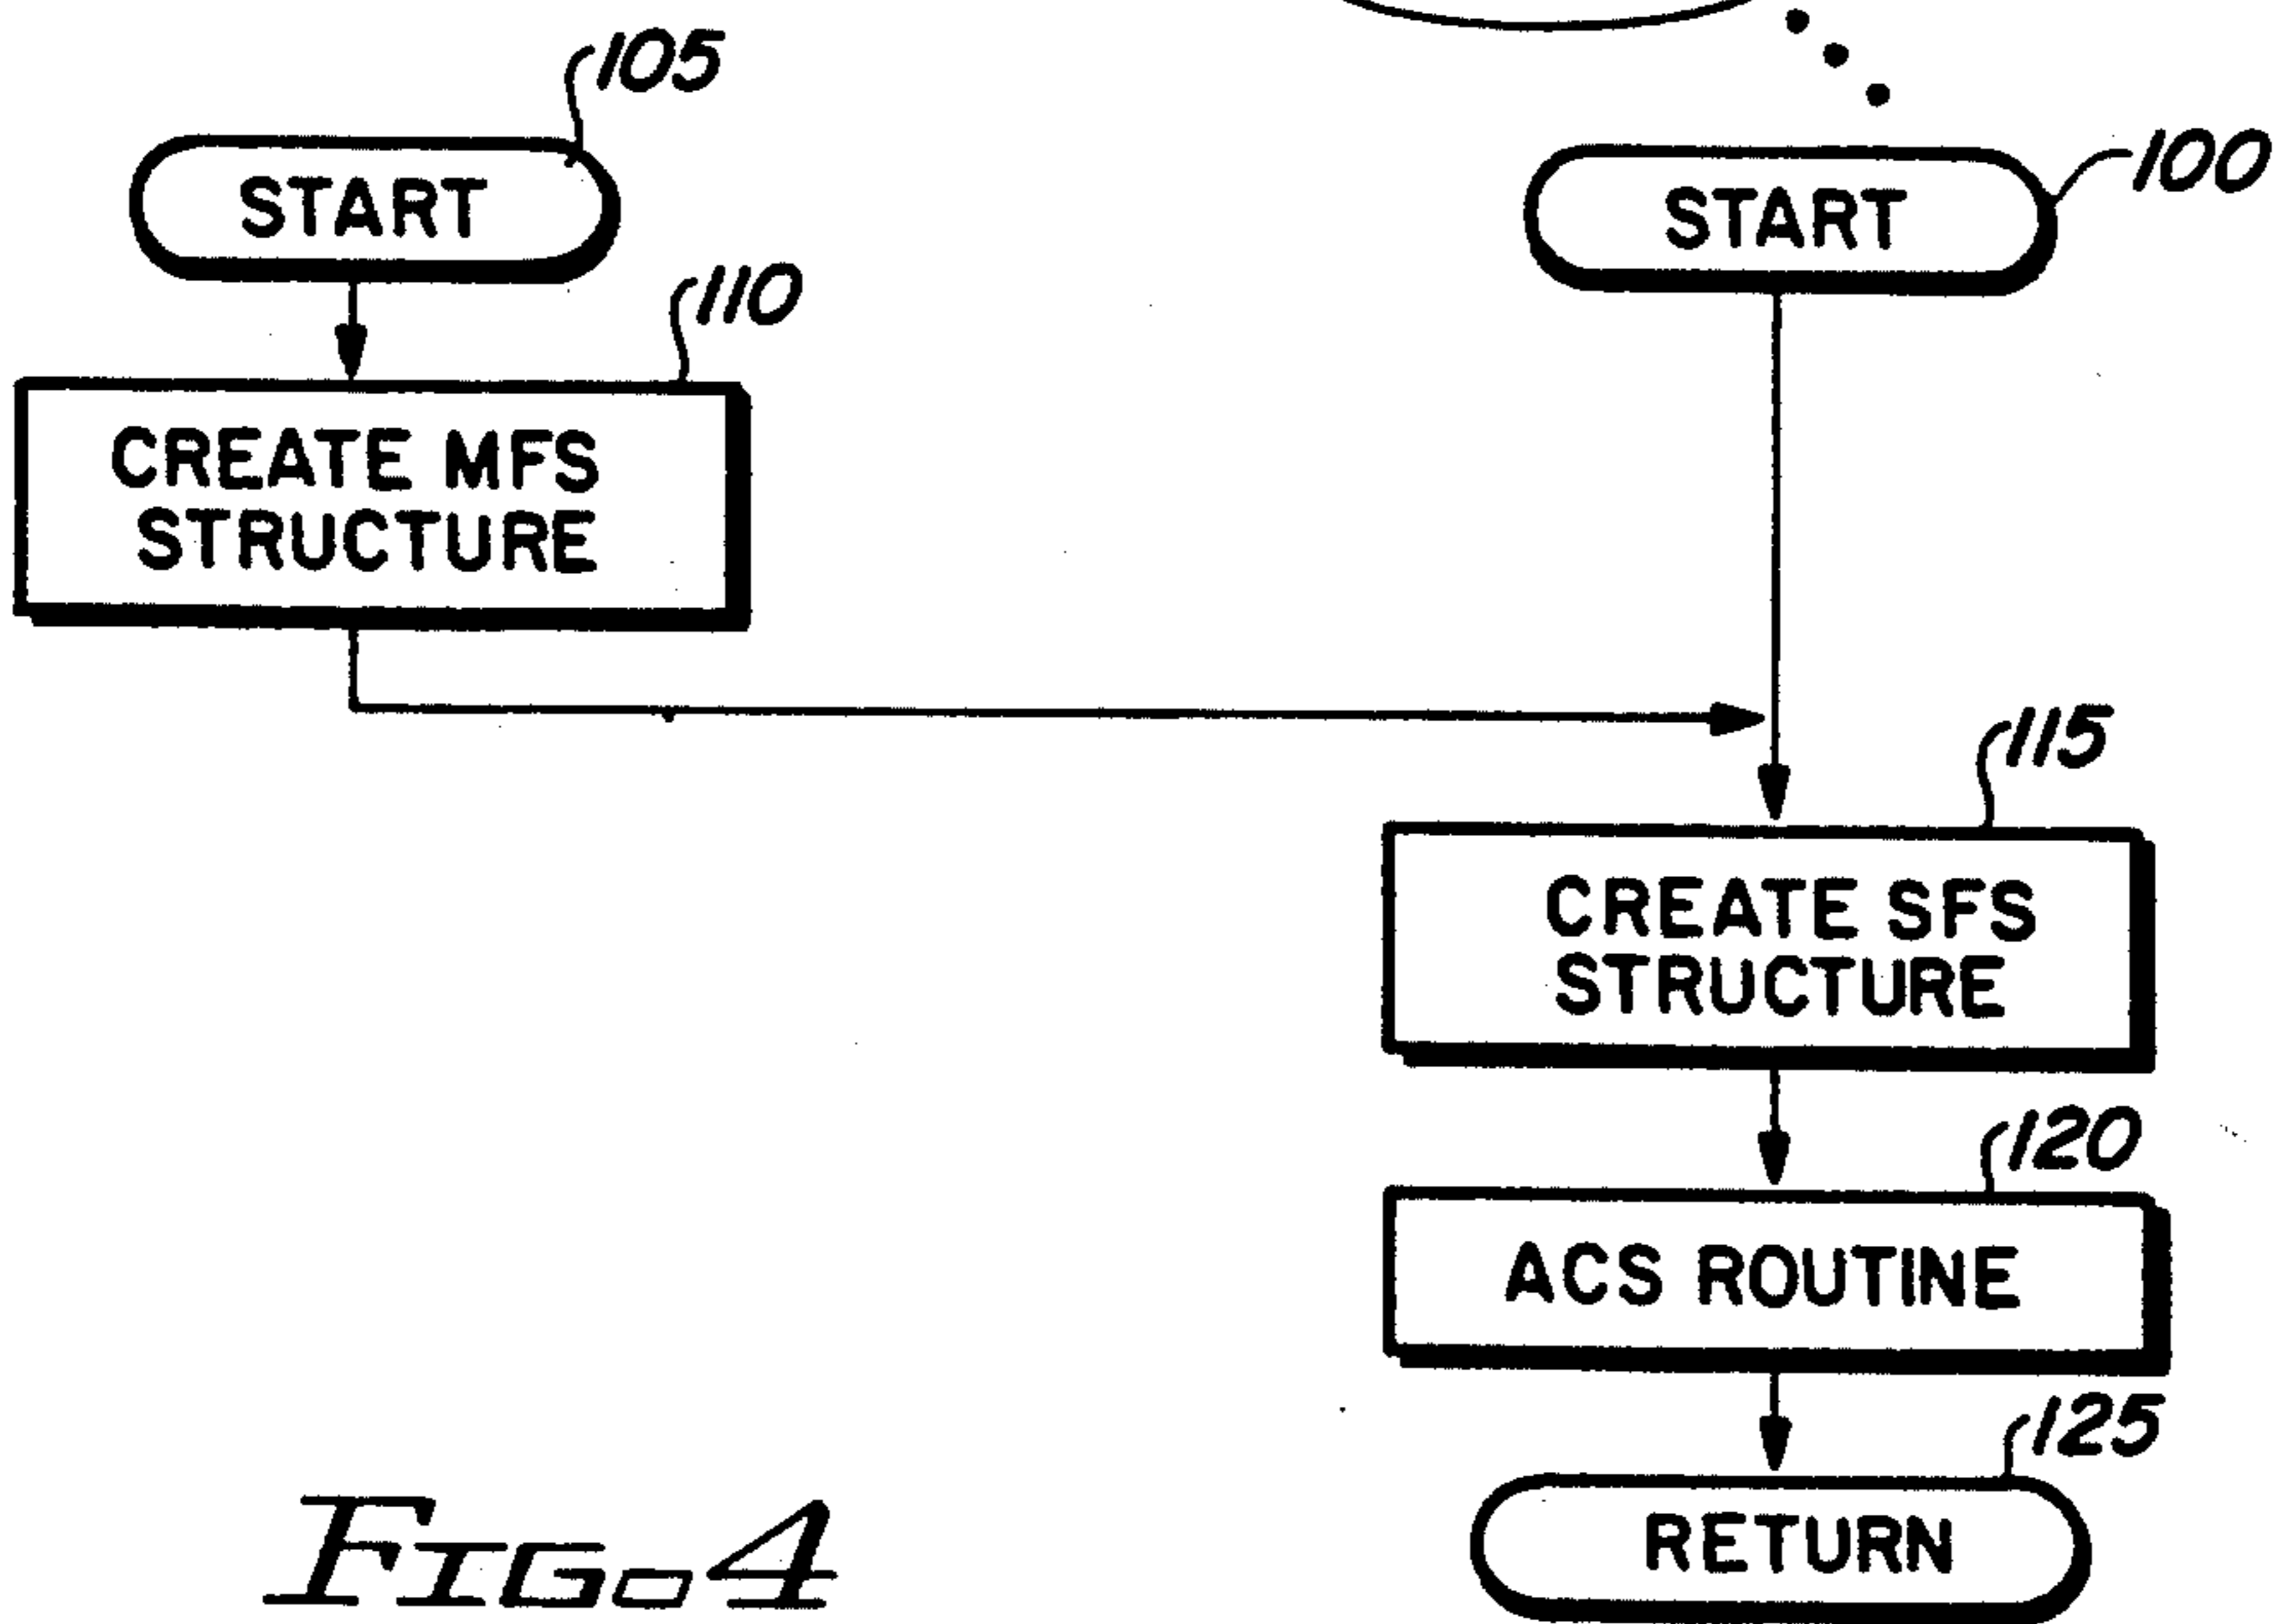 105
START
110
CREATE MFS
STRUCTURE
100
START
115
CREATE SFS
STRUCTURE
120
ACS ROUTINE
125
RETURN
FIG. 4